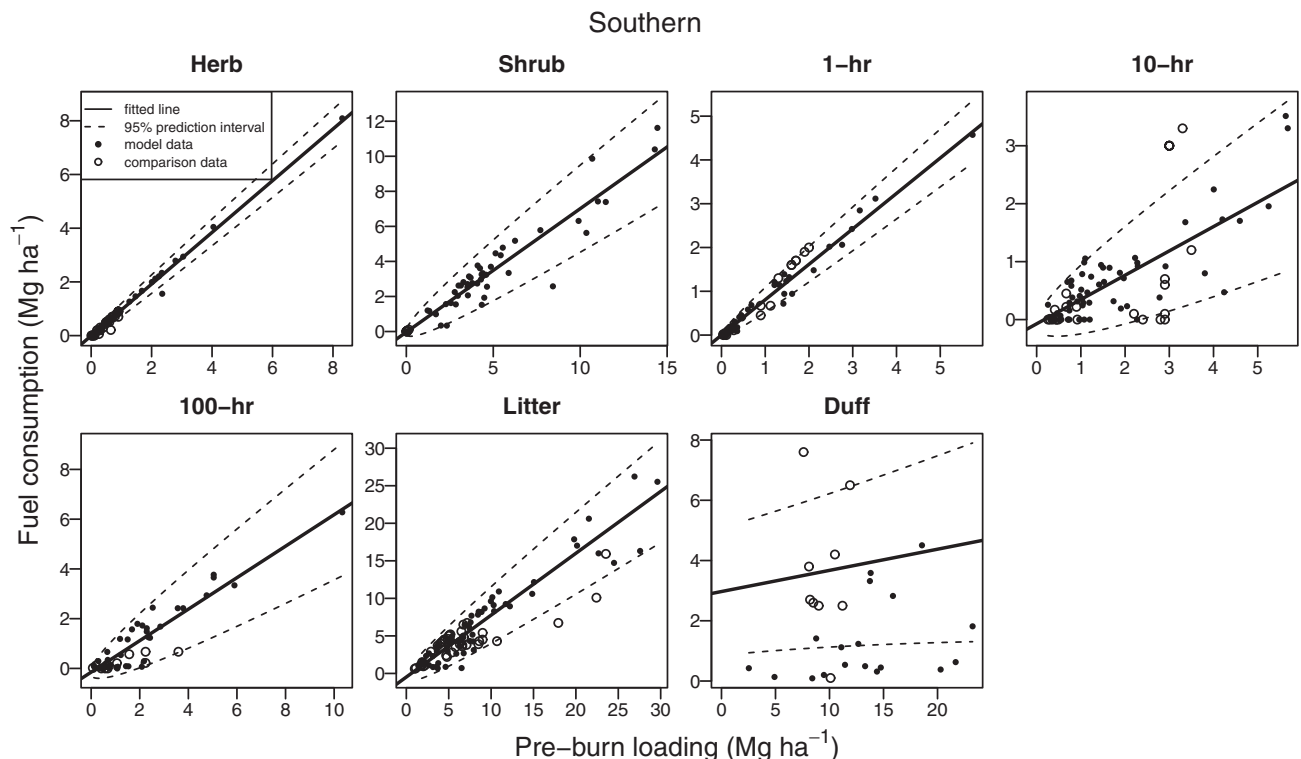 Southern
Herb
Shrub
1−hr
10−hr
fitted line
95% prediction interval
model data
comparison data
8
6
4
2
0
0 2 4 6 8
12
10
8
6
4
2
0
0 5 10 15
5
4
3
2
1
0
0 1 2 3 4 5
3
2
1
0
0 1 2 3 4 5
100−hr
Litter
Duff
8
6
4
2
0
0 2 4 6 8 10
30
25
20
15
10
5
0
0 5 10 15 20 25 30
8
6
4
2
0
0 5 10 15 20
Fuel consumption (Mg ha⁻¹)
Pre−burn loading (Mg ha⁻¹)